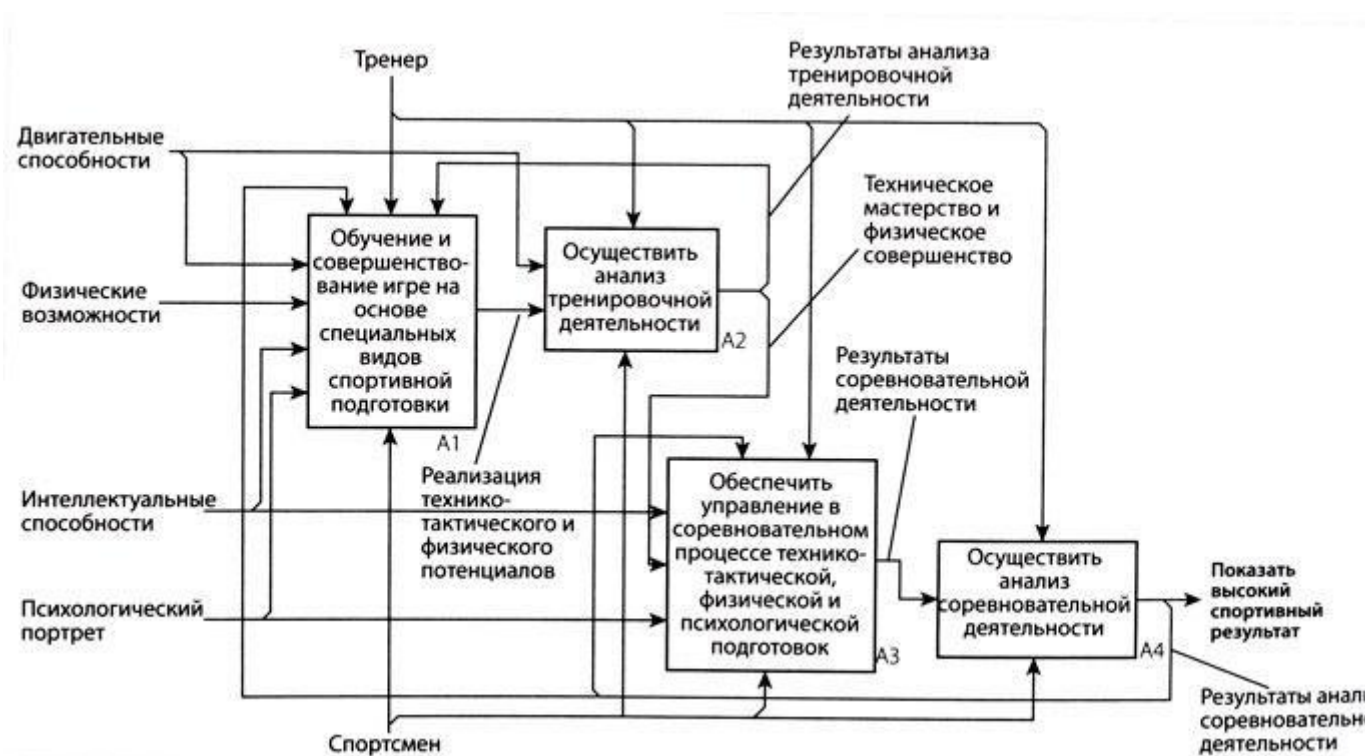 Тренер
Результаты анализа
тренировочной
деятельности
Двигательные
способности
Техническое
мастерство и
физическое
совершенство
Обучение и
совершенство-
вание игре на
основе
специальных
видов
спортивной
подготовки
A1
Осуществить
анализ
тренировочной
деятельности
A2
Физические
возможности
Результаты
соревновательной
деятельности
Реализация
технико-
тактического и
физического
потенциалов
Интеллектуальные
способности
Обеспечить
управление в
соревновательном
процессе технико-
тактической,
физической и
психологической
подготовок
A3
Осуществить
анализ
соревновательной
деятельности
A4
Показать
высокий
спортивный
результат
Психологический
портрет
Результаты
деятельности
Спортсмен